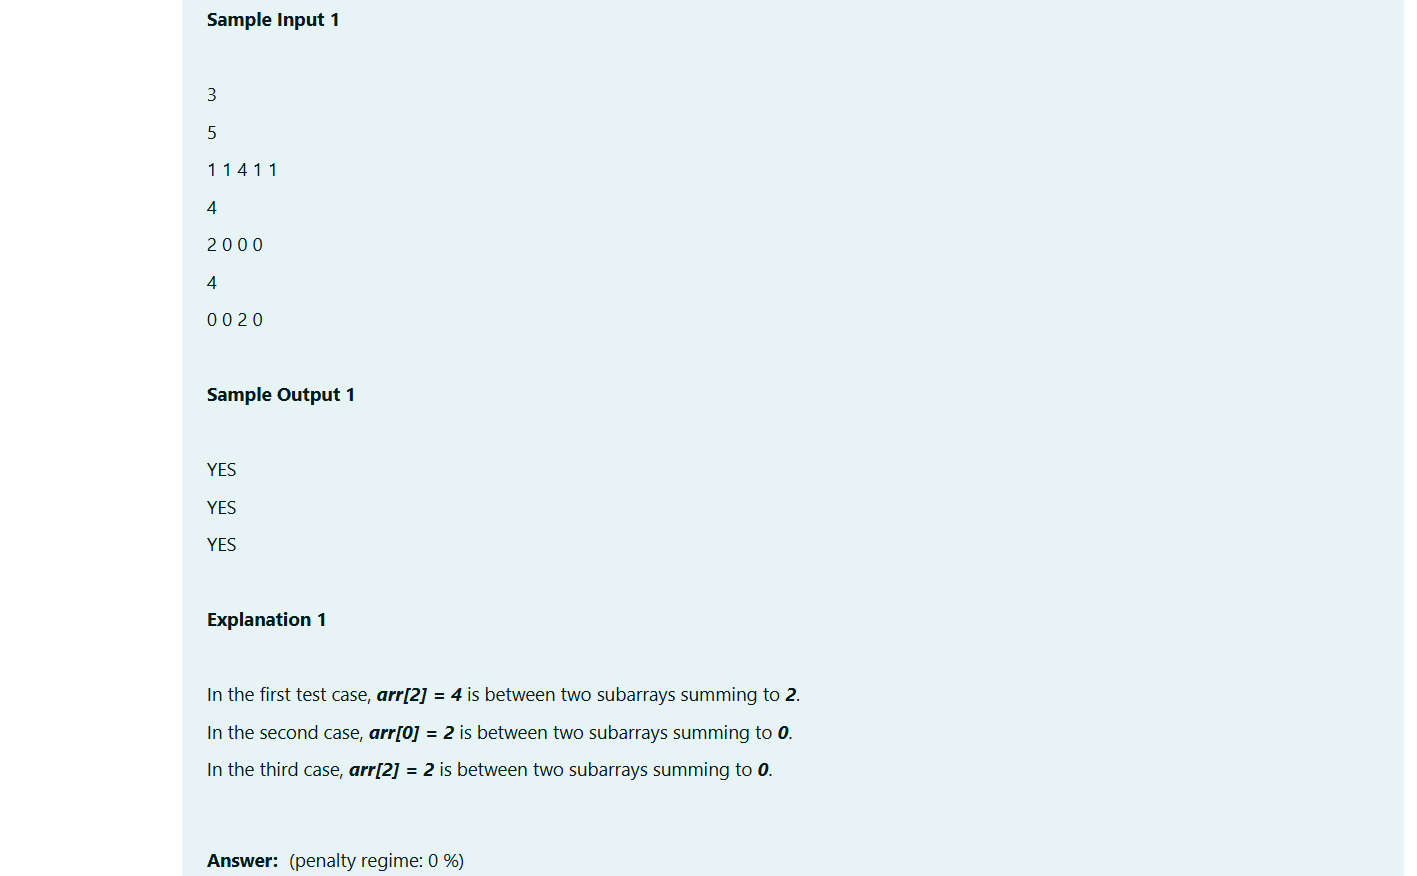 Sample Input 1
3
5
1 1 4 1 1
4
2 0 0 0
4
0 0 2 0
Sample Output 1
YES
YES
YES
Explanation 1
In the first test case, arr[2] = 4 is between two subarrays summing to 2.
In the second case, arr[0] = 2 is between two subarrays summing to 0.
In the third case, arr[2] = 2 is between two subarrays summing to 0.
Answer: (penalty regime: 0 %)